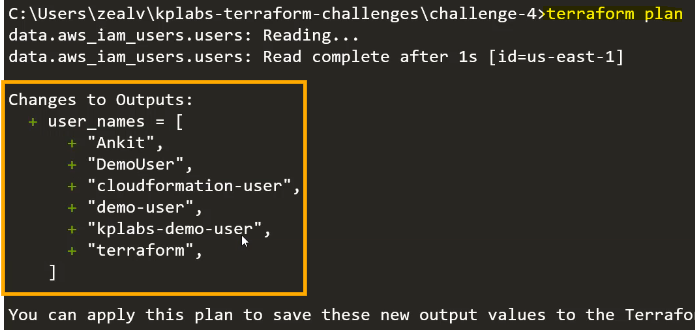 C:\Users\zealv\kplabs-terraform-challenges\challenge-4>terraform plan
data.aws_iam_users.users: Reading...
data.aws_iam_users.users: Read complete after 1s [id=us-east-1]
Changes to Outputs:
+ user_names = [
+ "Ankit",
+ "DemoUser",
+ "cloudformation-user",
+ "demo-user",
+ "kplabs-demo-user",
+ "terraform",
]
You can apply this plan to save these new output values to the Terrafo